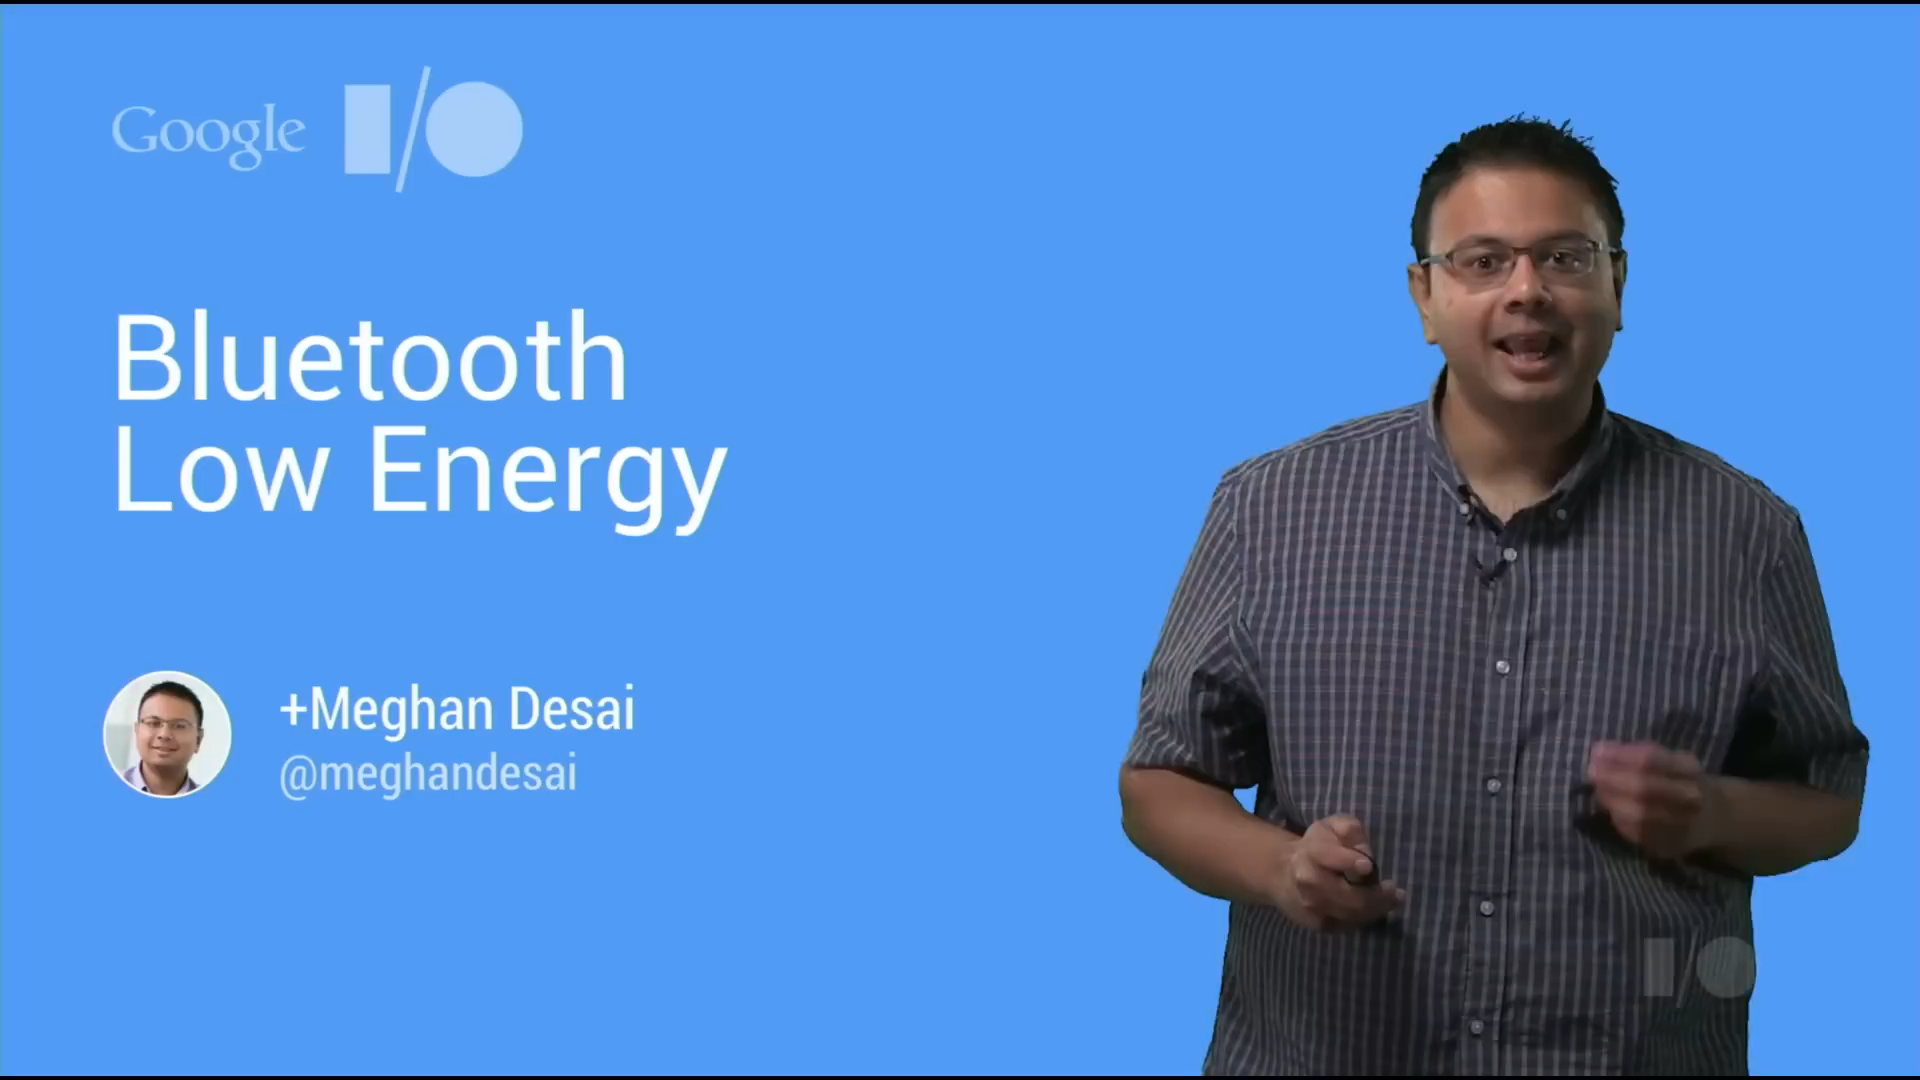 Google I/O
Bluetooth
Low Energy
+Meghan Desai
@meghandesai
I/O